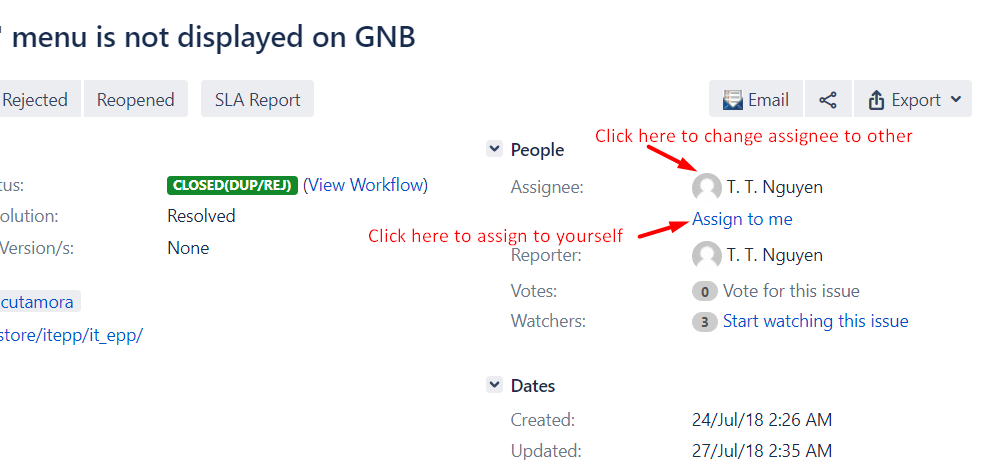 ' menu is not displayed on GNB
Rejected Reopened SLA Report Email Export
Click here to change assignee to other
People
tus: CLOSED(DUP/REJ) (View Workflow) Assignee: T. T. Nguyen
olution: Resolved Assign to me
Click here to assign to yourself
Version/s: None Reporter: T. T. Nguyen
Votes: 0 Vote for this issue
cutamora
Watchers: 3 Start watching this issue
store/itepp/it_epp/
Dates
Created: 24/Jul/18 2:26 AM
Updated: 27/Jul/18 2:35 AM